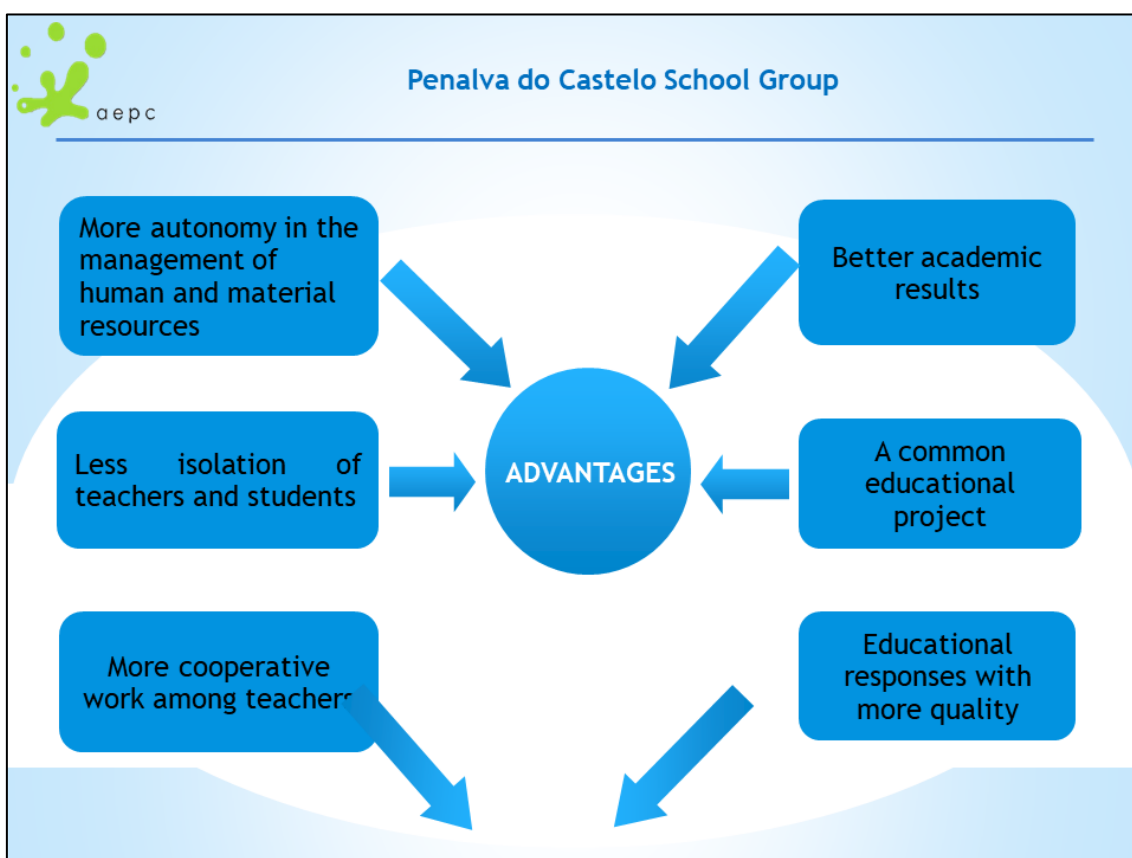 aepc
Penalva do Castelo School Group
More autonomy in the
management of
human and material
resources
Better academic
results
ADVANTAGES
Less isolation of
teachers and students
A common
educational
project
More cooperative
work among teachers
Educational
responses with
more quality